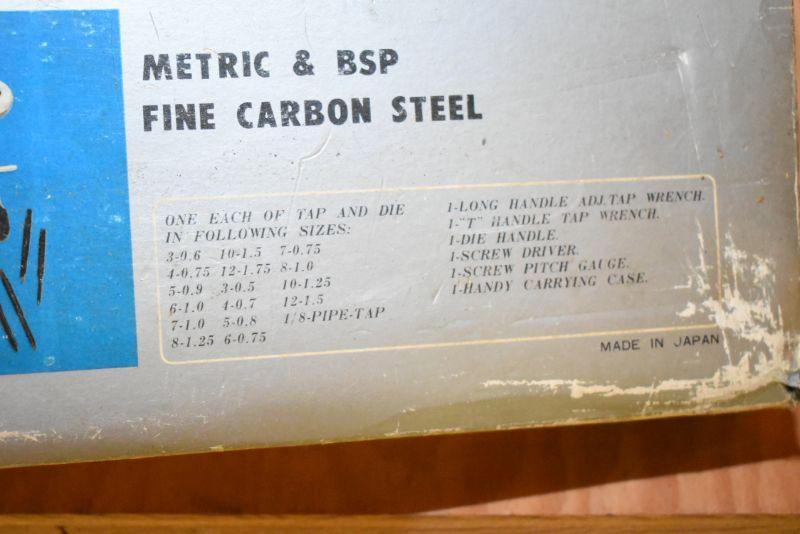 METRIC & BSP
FINE CARBON STEEL
ONE EACH OF TAP AND DIE
IN FOLLOWING SIZES:
3-0.6 10-1.5 7-0.75
4-0.75 12-1.75 8-1.0
5-0.9 3-0.5 10-1.25
6-1.0 4-0.7 12-1.5
7-1.0 5-0.8 1/8-PIPE-TAP
8-1.25 6-0.75
1-LONG HANDLE ADJ.TAP WRENCH.
1-"T" HANDLE TAP WRENCH.
1-DIE HANDLE.
1-SCREW DRIVER.
1-SCREW PITCH GAUGE.
1-HANDY CARRYING CASE.
MADE IN JAPAN